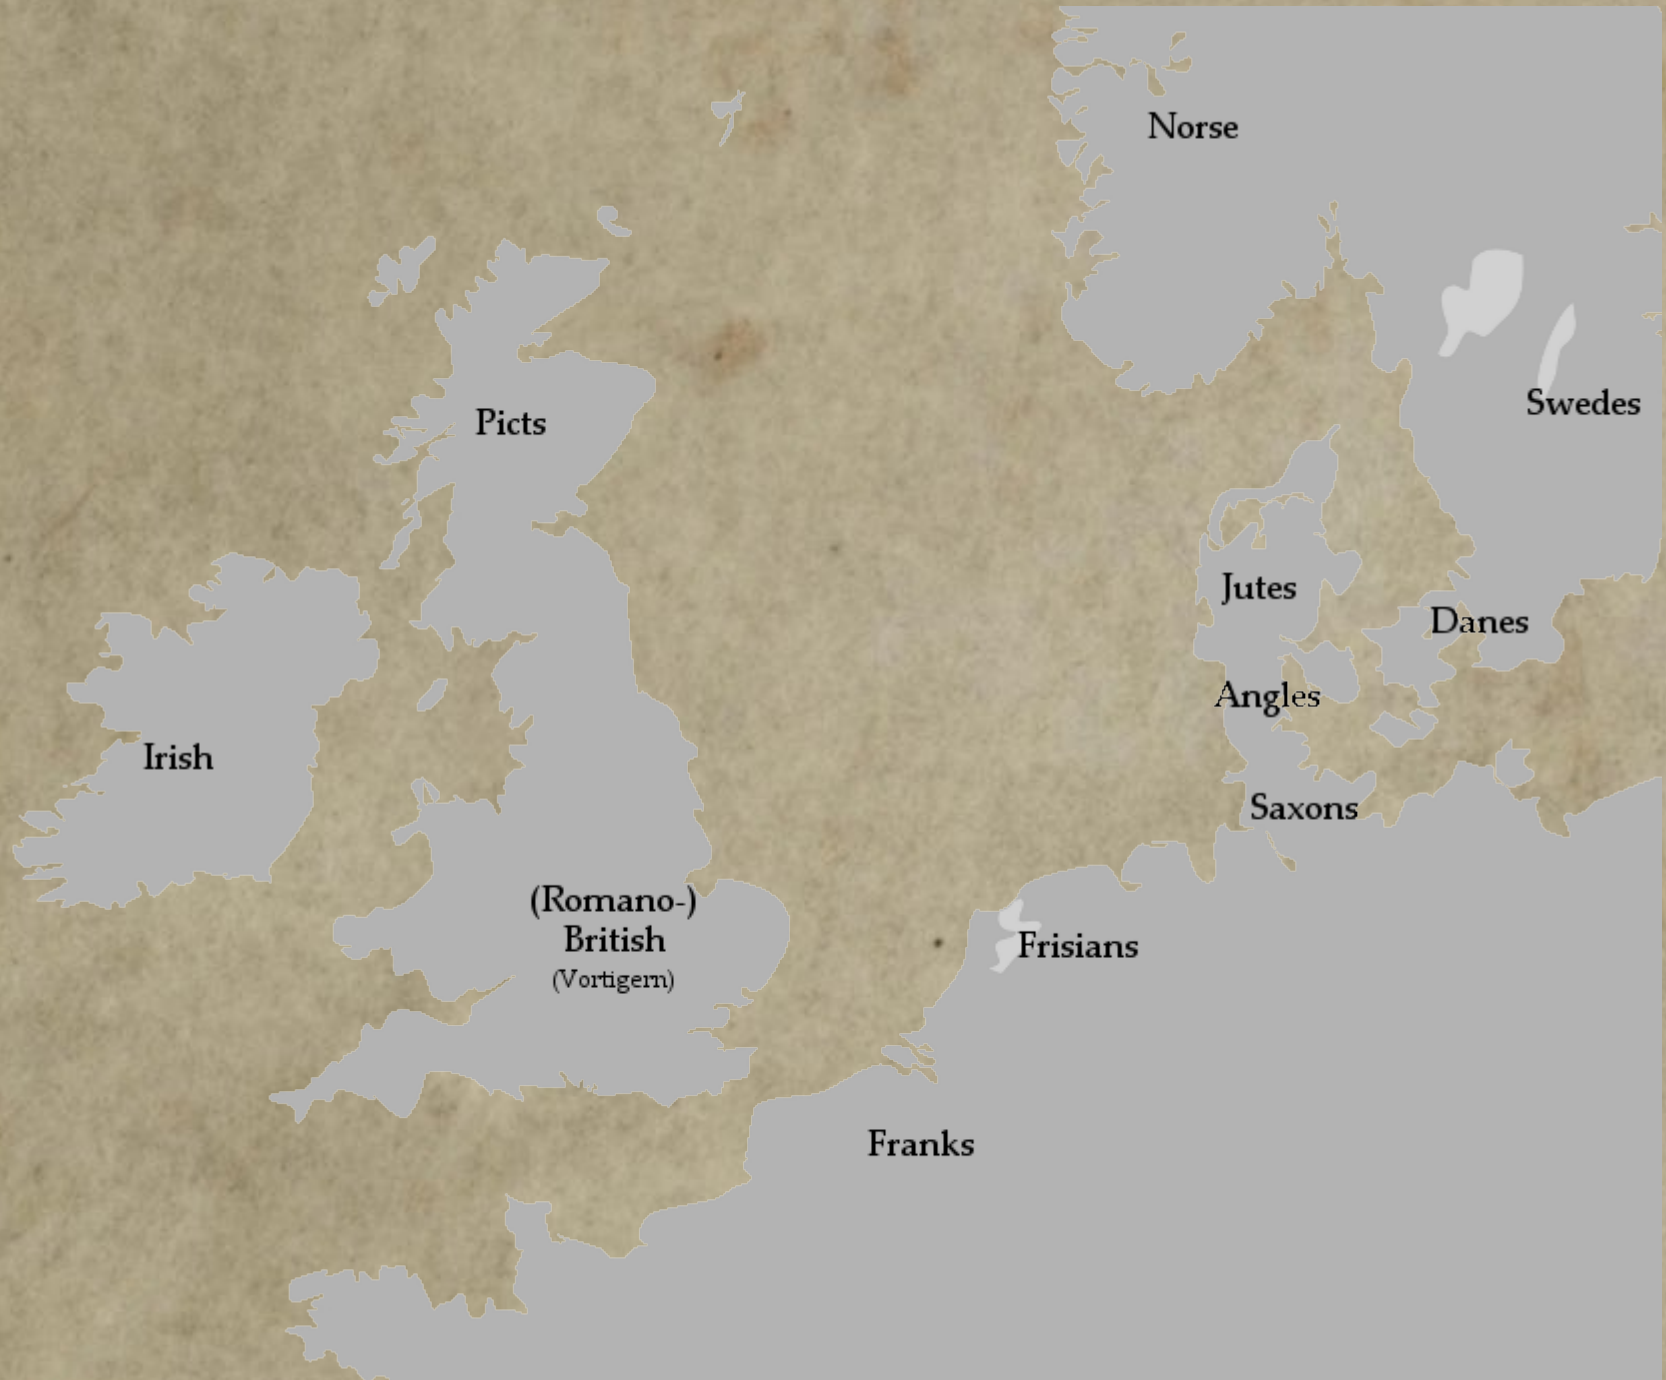 Norse
Swedes
Picts
Jutes
Danes
Angles
Irish
Saxons
(Romano-)
British
(Vortigern)
Frisians
Franks